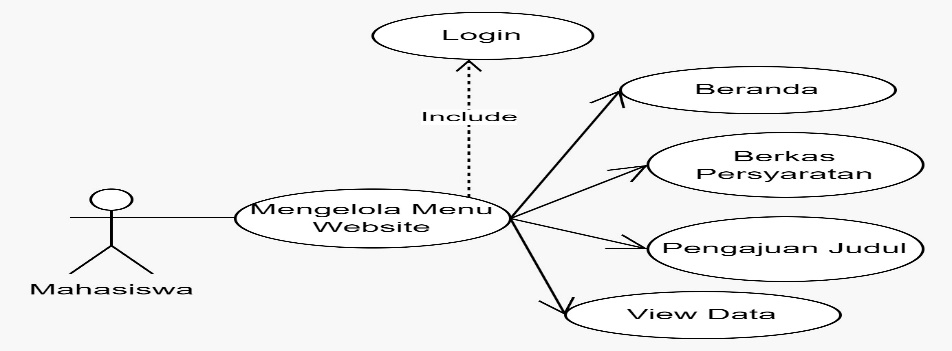 Login
Include
Beranda
Berkas
Persyaratan
Mengelola Menu
Website
Pengajuan Judul
Mahasiswa
View Data